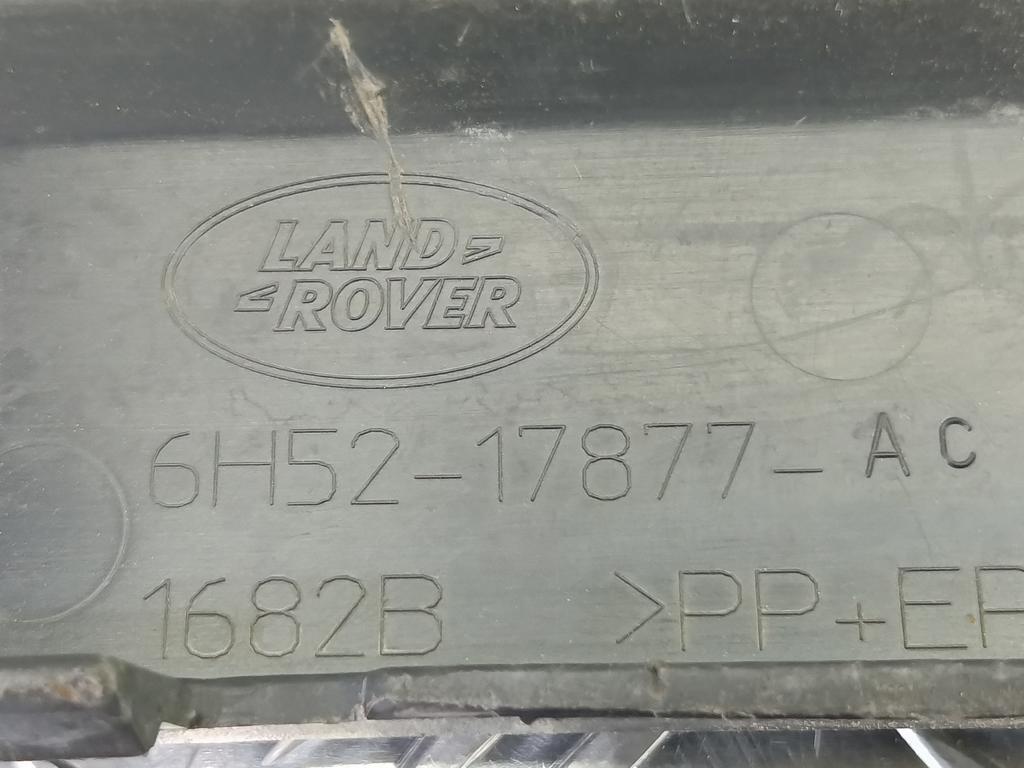 LAND
ROVER
6H52-17877-AC
1682B
>PP+EP